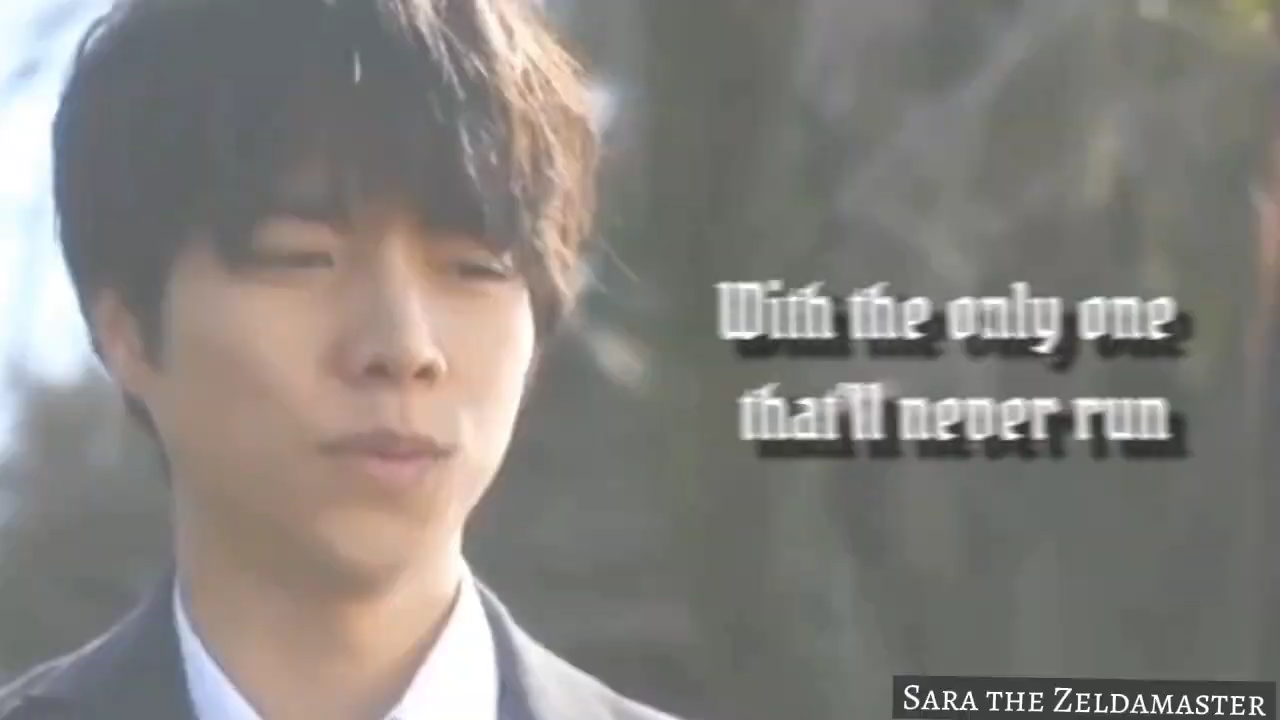 With the only one
that'll never run
SARA THE ZELDAMASTER